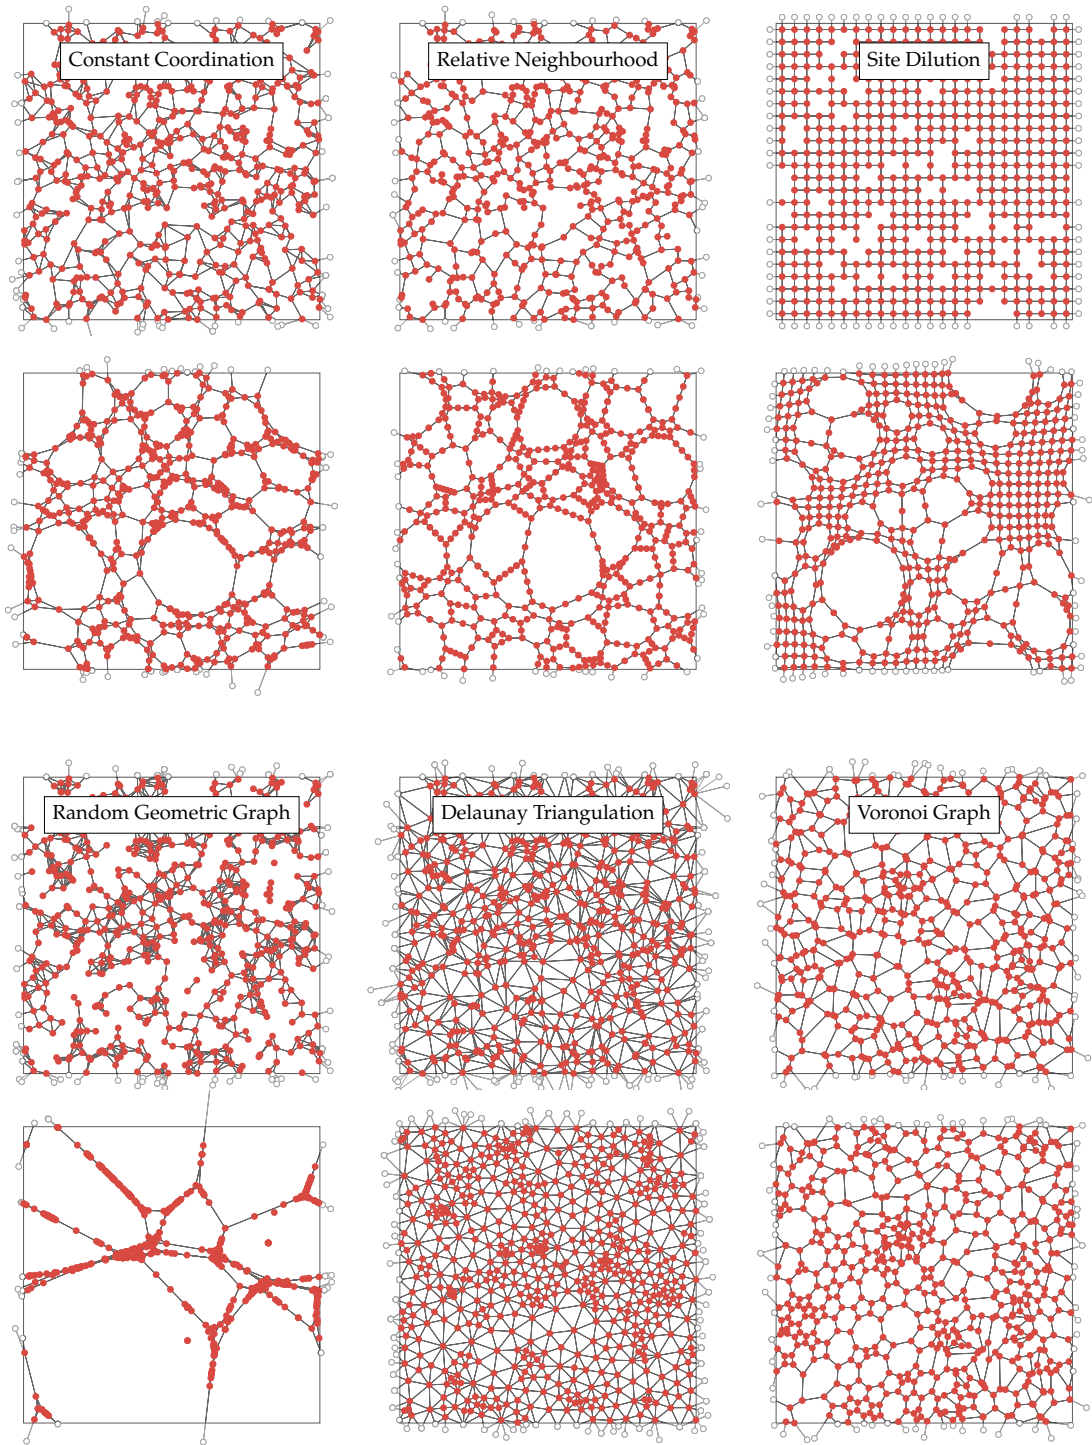 Constant Coordination
Relative Neighbourhood
Site Dilution
Random Geometric Graph
Delaunay Triangulation
Voronoi Graph